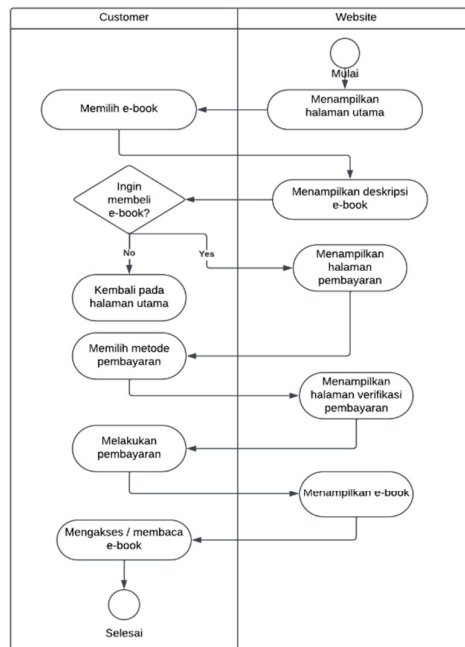 Customer
Website
Mulai
Menampilkan
halaman utama
Memilih e-book
Menampilkan deskripsi
e-book
Ingin
membeli
e-book?
No
Yes
Menampilkan
halaman
pembayaran
Kembali pada
halaman utama
Memilih metode
pembayaran
Menampilkan
halaman verifikasi
pembayaran
Melakukan
pembayaran
Menampilkan e-book
Mengakses / membaca
e-book
Selesai